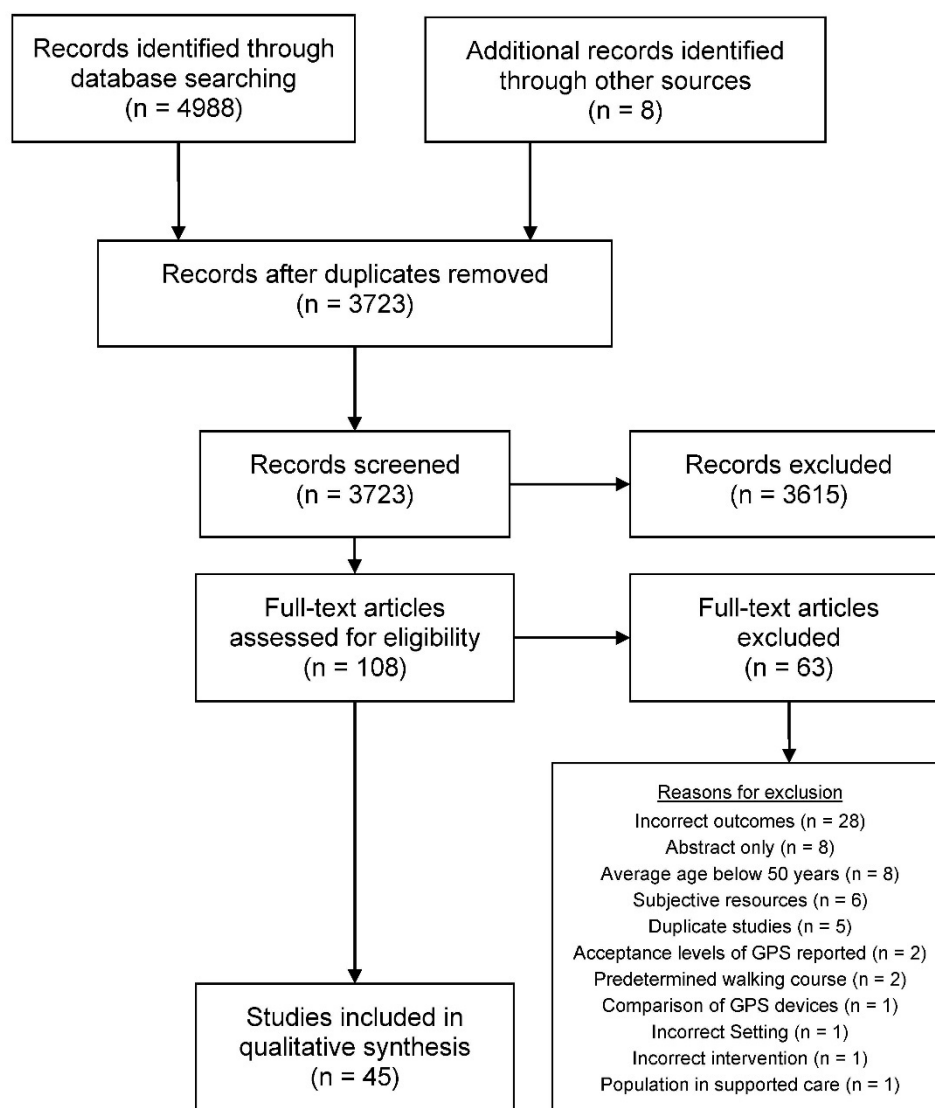 Records identified through
database searching
(n = 4988)
Additional records identified
through other sources
(n = 8)
Records after duplicates removed
(n = 3723)
Records screened
(n = 3723)
Records excluded
(n = 3615)
Full-text articles
assessed for eligibility
(n = 108)
Full-text articles
excluded
(n = 63)
Reasons for exclusion
Incorrect outcomes (n = 28)
Abstract only (n = 8)
Average age below 50 years (n = 8)
Subjective resources (n = 6)
Duplicate studies (n = 5)
Acceptance levels of GPS reported (n = 2)
Predetermined walking course (n = 2)
Comparison of GPS devices (n = 1)
Incorrect Setting (n = 1)
Incorrect intervention (n = 1)
Population in supported care (n = 1)
Studies included in
qualitative synthesis
(n = 45)